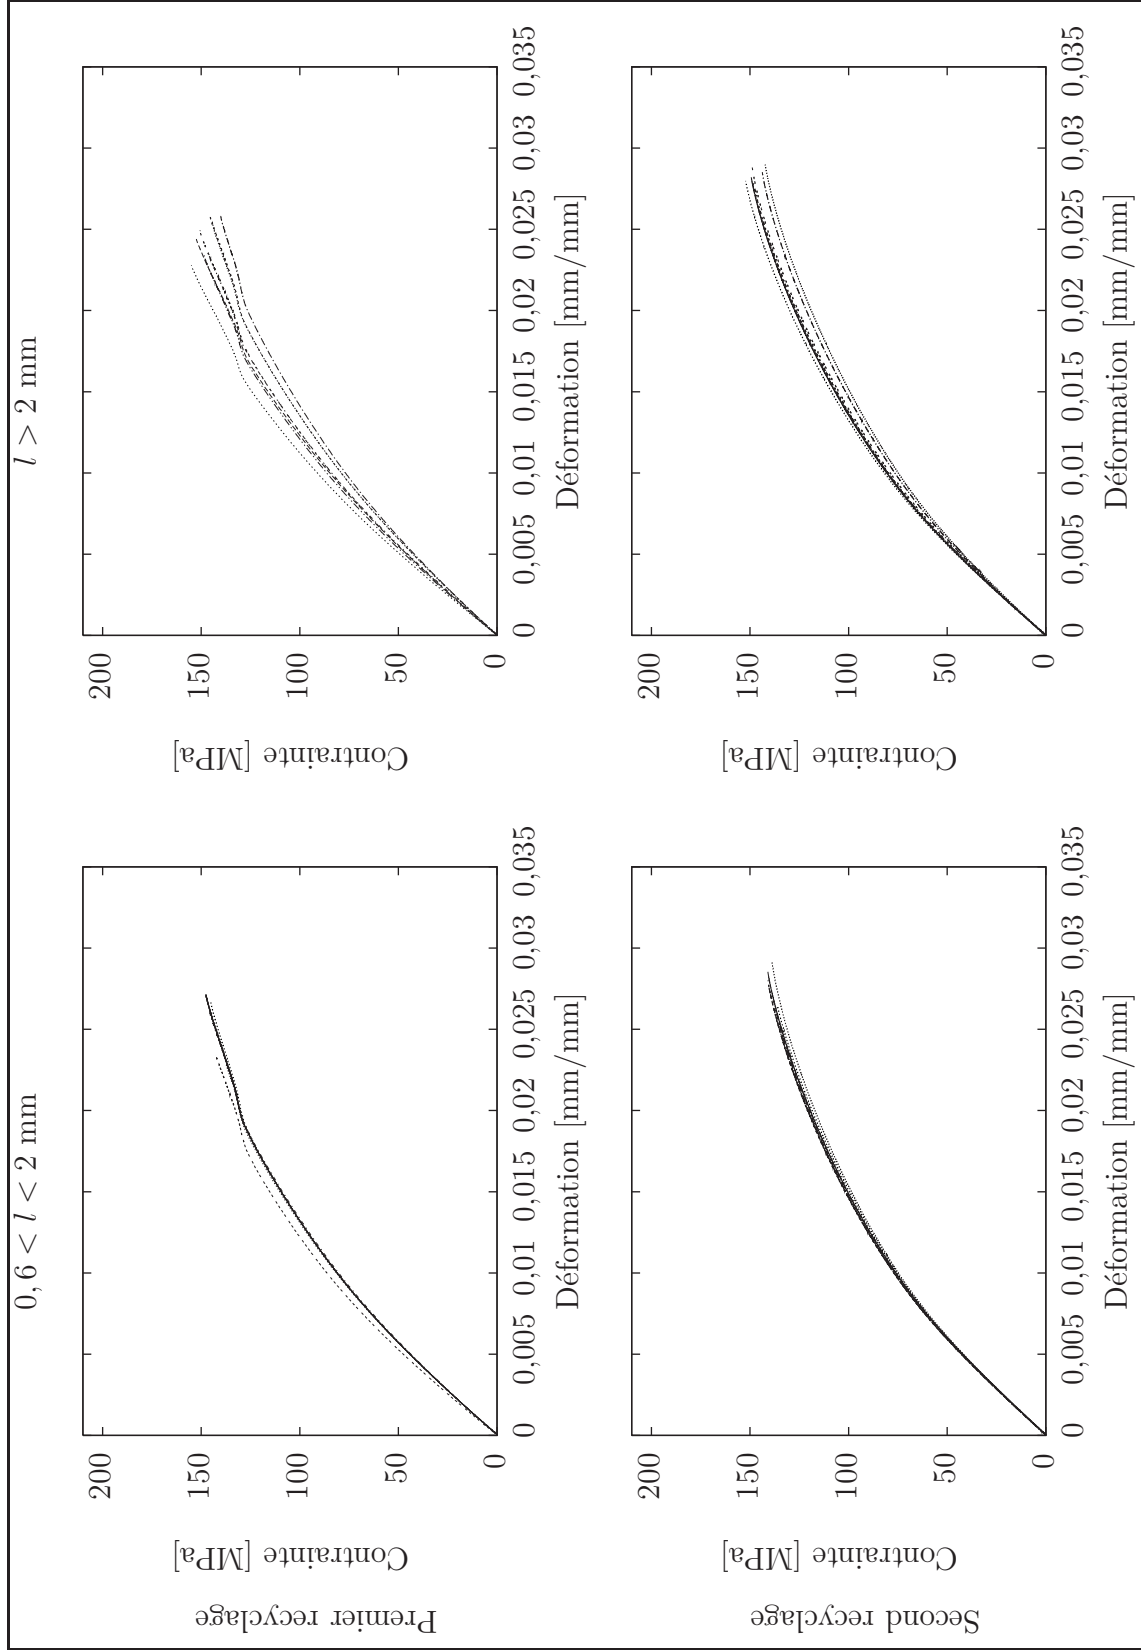 0, 6 < l < 2 mm
l > 2 mm
Premier recyclage
Contrainte [MPa]
200
150
100
50
0
0 0,005 0,01 0,015 0,02 0,025 0,03 0,035
Déformation [mm/mm]
Contrainte [MPa]
200
150
100
50
0
0 0,005 0,01 0,015 0,02 0,025 0,03 0,035
Déformation [mm/mm]
Second recyclage
Contrainte [MPa]
200
150
100
50
0
0 0,005 0,01 0,015 0,02 0,025 0,03 0,035
Déformation [mm/mm]
Contrainte [MPa]
200
150
100
50
0
0 0,005 0,01 0,015 0,02 0,025 0,03 0,035
Déformation [mm/mm]